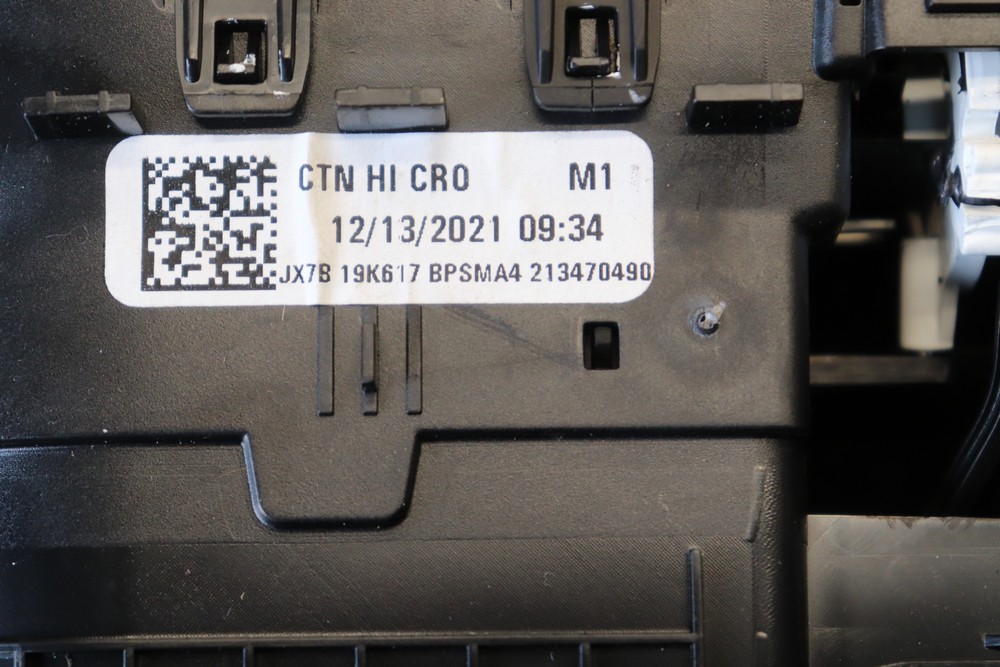 CTN HI CRO M1
12/13/2021 09:34
JX7B 19K617 BPSMA4 213470490